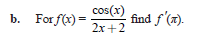 b. For f(x) = cos(x) / 2x+2 find f'(π).